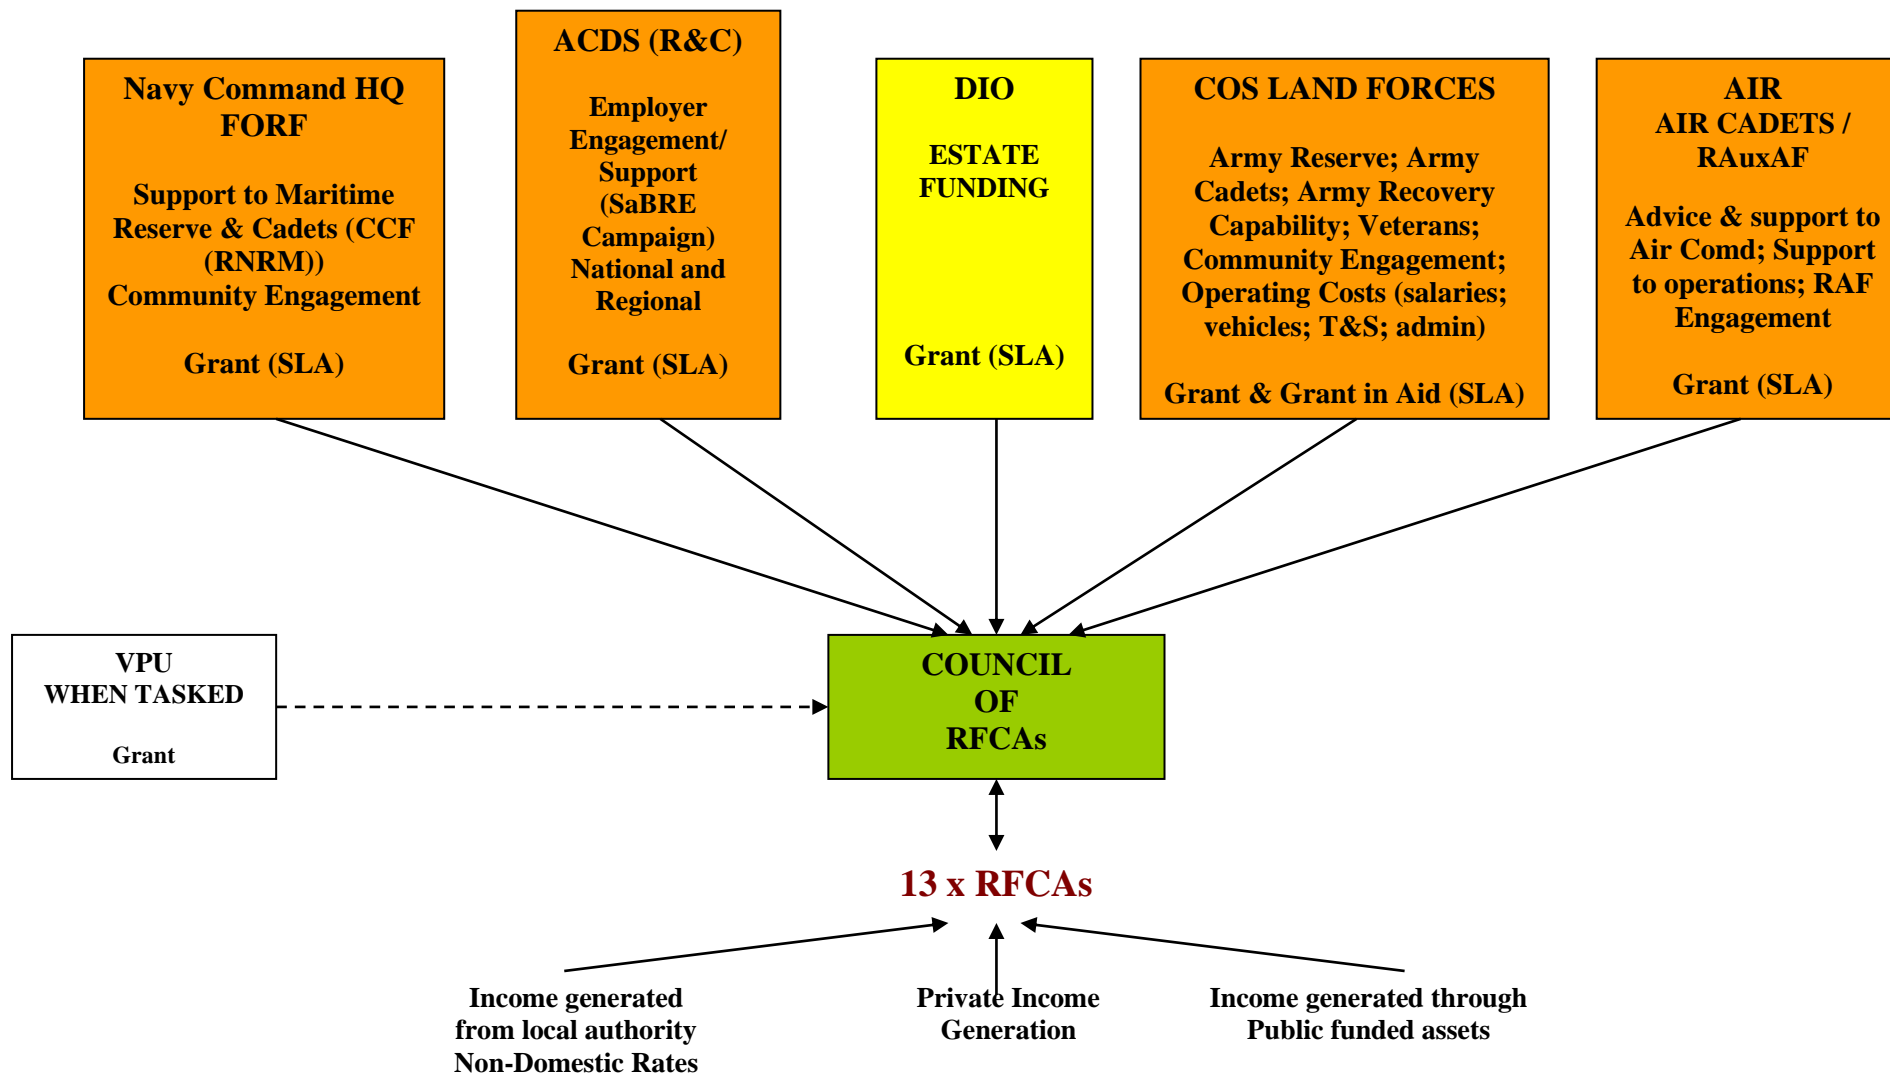 Navy Command HQ
FORF
Support to Maritime
Reserve & Cadets (CCF
(RNRM))
Community Engagement
Grant (SLA)
ACDS (R&C)
Employer
Engagement/
Support
(SaBRE
Campaign)
National and
Regional
Grant (SLA)
DIO
ESTATE
FUNDING
Grant (SLA)
COS LAND FORCES
Army Reserve; Army
Cadets; Army Recovery
Capability; Veterans;
Community Engagement;
Operating Costs (salaries;
vehicles; T&S; admin)
Grant & Grant in Aid (SLA)
AIR
AIR CADETS /
RAuxAF
Advice & support to
Air Comd; Support
to operations; RAF
Engagement
Grant (SLA)
VPU
WHEN TASKED
Grant
COUNCIL
OF
RFCAs
13 x RFCAs
Income generated
from local authority
Non-Domestic Rates
Private Income
Generation
Income generated through
Public funded assets